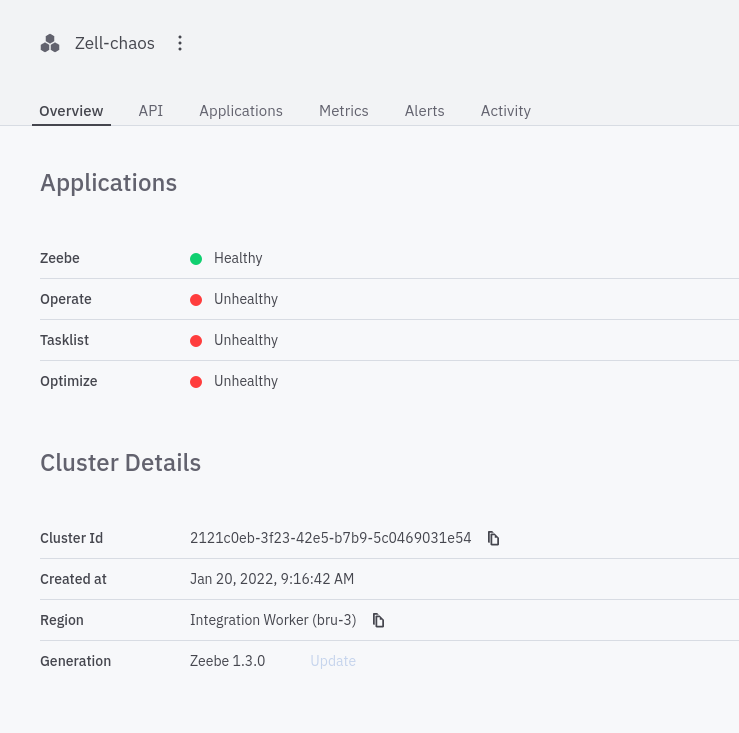 Zell-chaos
Overview API Applications Metrics Alerts Activity
Applications
Zeebe Healthy
Operate Unhealthy
Tasklist Unhealthy
Optimize Unhealthy
Cluster Details
Cluster Id 2121c0eb-3f23-42e5-b7b9-5c0469031e54
Created at Jan 20, 2022, 9:16:42 AM
Region Integration Worker (bru-3)
Generation Zeebe 1.3.0 Update